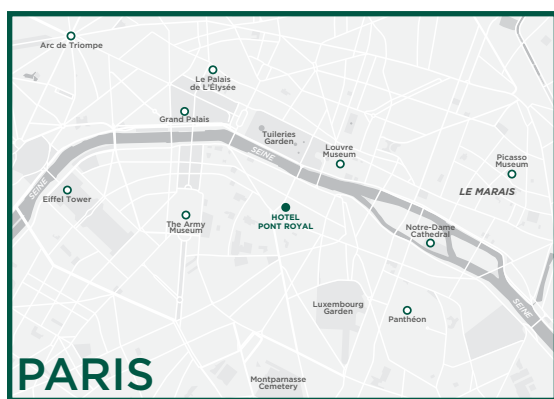 Arc de Triompe
Le Palais
de L'Élysée
Grand Palais
Tuileries
Garden
SEINE
Louvre
Museum
Picasso
Museum
LE MARAIS
SEINE
Eiffel Tower
The Army
Museum
HOTEL
PONT ROYAL
Notre-Dame
Cathedral
Luxembourg
Garden
Panthéon
SEINE
Montparnasse
Cemetery
PARIS